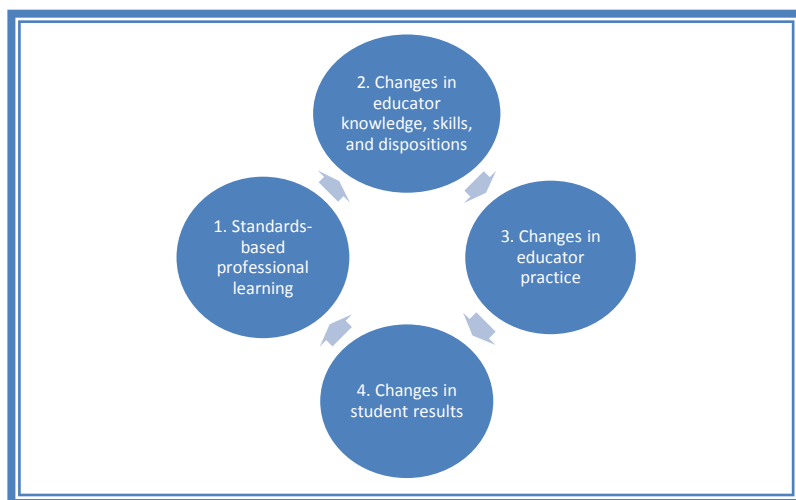 2. Changes in
educator
knowledge, skills,
and dispositions
1. Standards-
based
professional
learning
3. Changes in
educator
practice
4. Changes in
student results